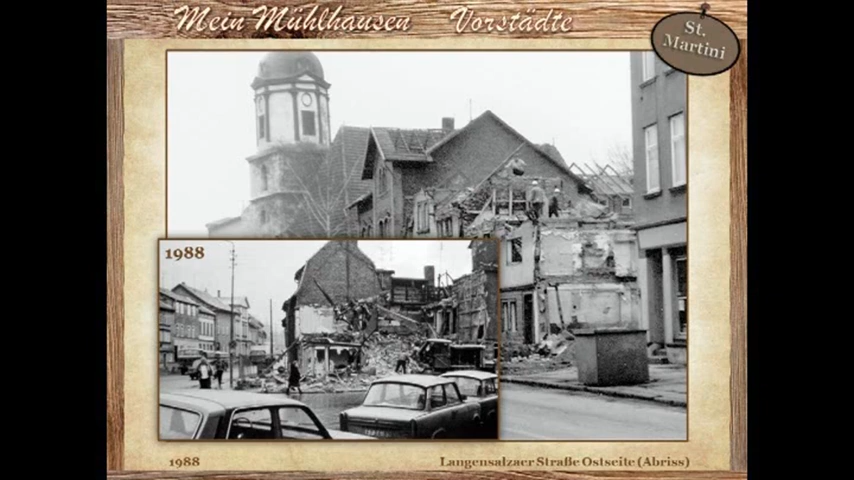 Mein Mühlhausen Vorstädte
St.
Martini
1988
1988 Langensalzaer Straße Ostseite (Abriss)